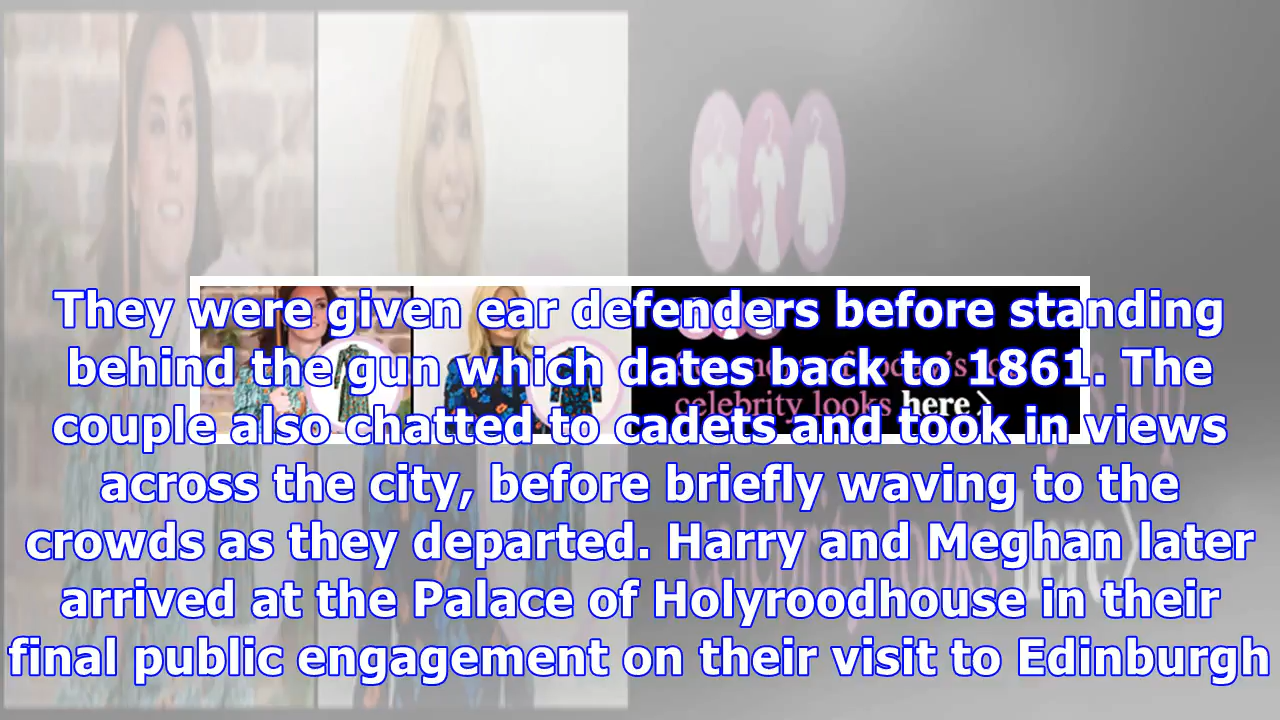 They were given ear defenders before standing
behind the gun which dates back to 1861. The
couple also chatted to cadets and took in views
across the city, before briefly waving to the
crowds as they departed. Harry and Meghan later
arrived at the Palace of Holyroodhouse in their
final public engagement on their visit to Edinburgh
celebrity looks here